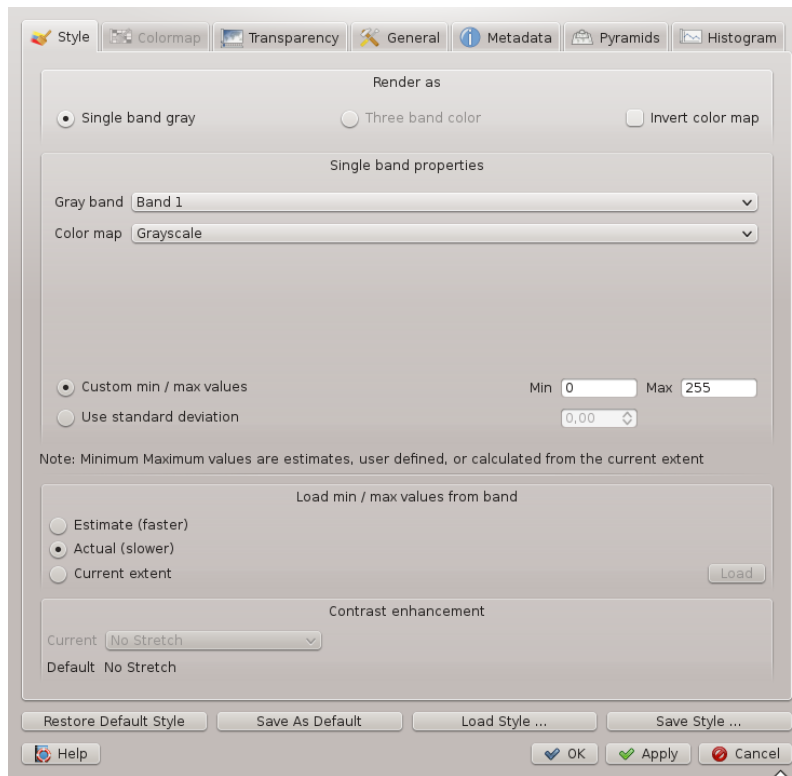 Style Colormap Transparency General Metadata Pyramids Histogram
Render as
Single band gray Three band color Invert color map
Single band properties
Gray band Band 1
Color map Grayscale
Custom min / max values Min 0 Max 255
Use standard deviation 0,00
Note: Minimum Maximum values are estimates, user defined, or calculated from the current extent
Load min / max values from band
Estimate (faster)
Actual (slower)
Current extent Load
Contrast enhancement
Current No Stretch
Default No Stretch
Restore Default Style Save As Default Load Style ... Save Style ...
Help OK Apply Cancel